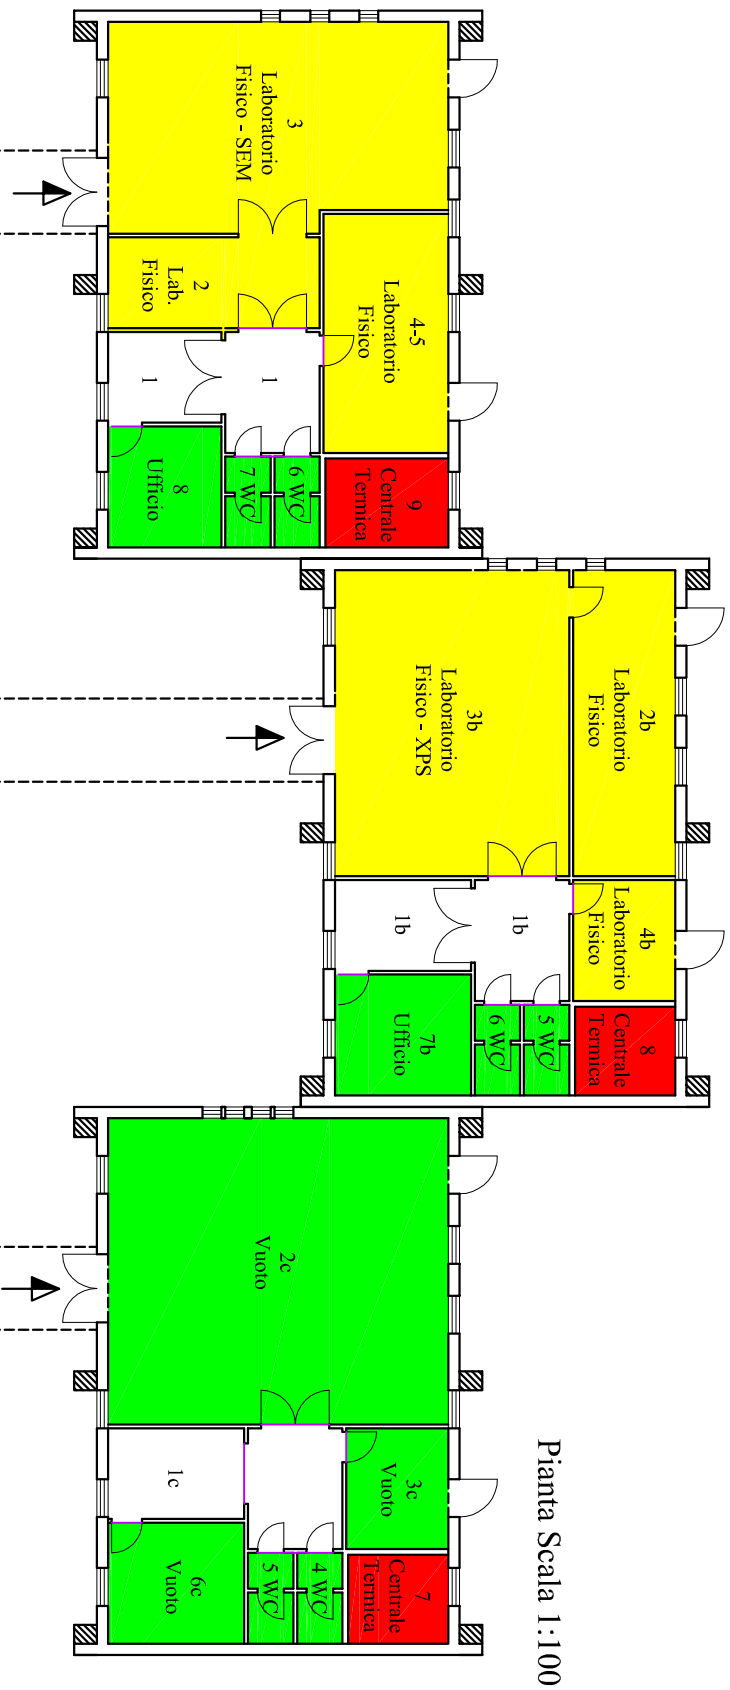 3
Laboratorio
Fisico - SEM
2
Lab.
Fisico
4-5
Laboratorio
Fisico
1
1
8
Ufficio
7 WC
6 WC
9
Centrale
Termica
3b
Laboratorio
Fisico - XPS
2b
Laboratorio
Fisico
4b
Laboratorio
Fisico
1b
1b
7b
Ufficio
6 WC
5 WC
8
Centrale
Termica
2c
Vuoto
3c
Vuoto
1c
6c
Vuoto
5 WC
4 WC
7
Centrale
Termica
Pianta Scala 1:100